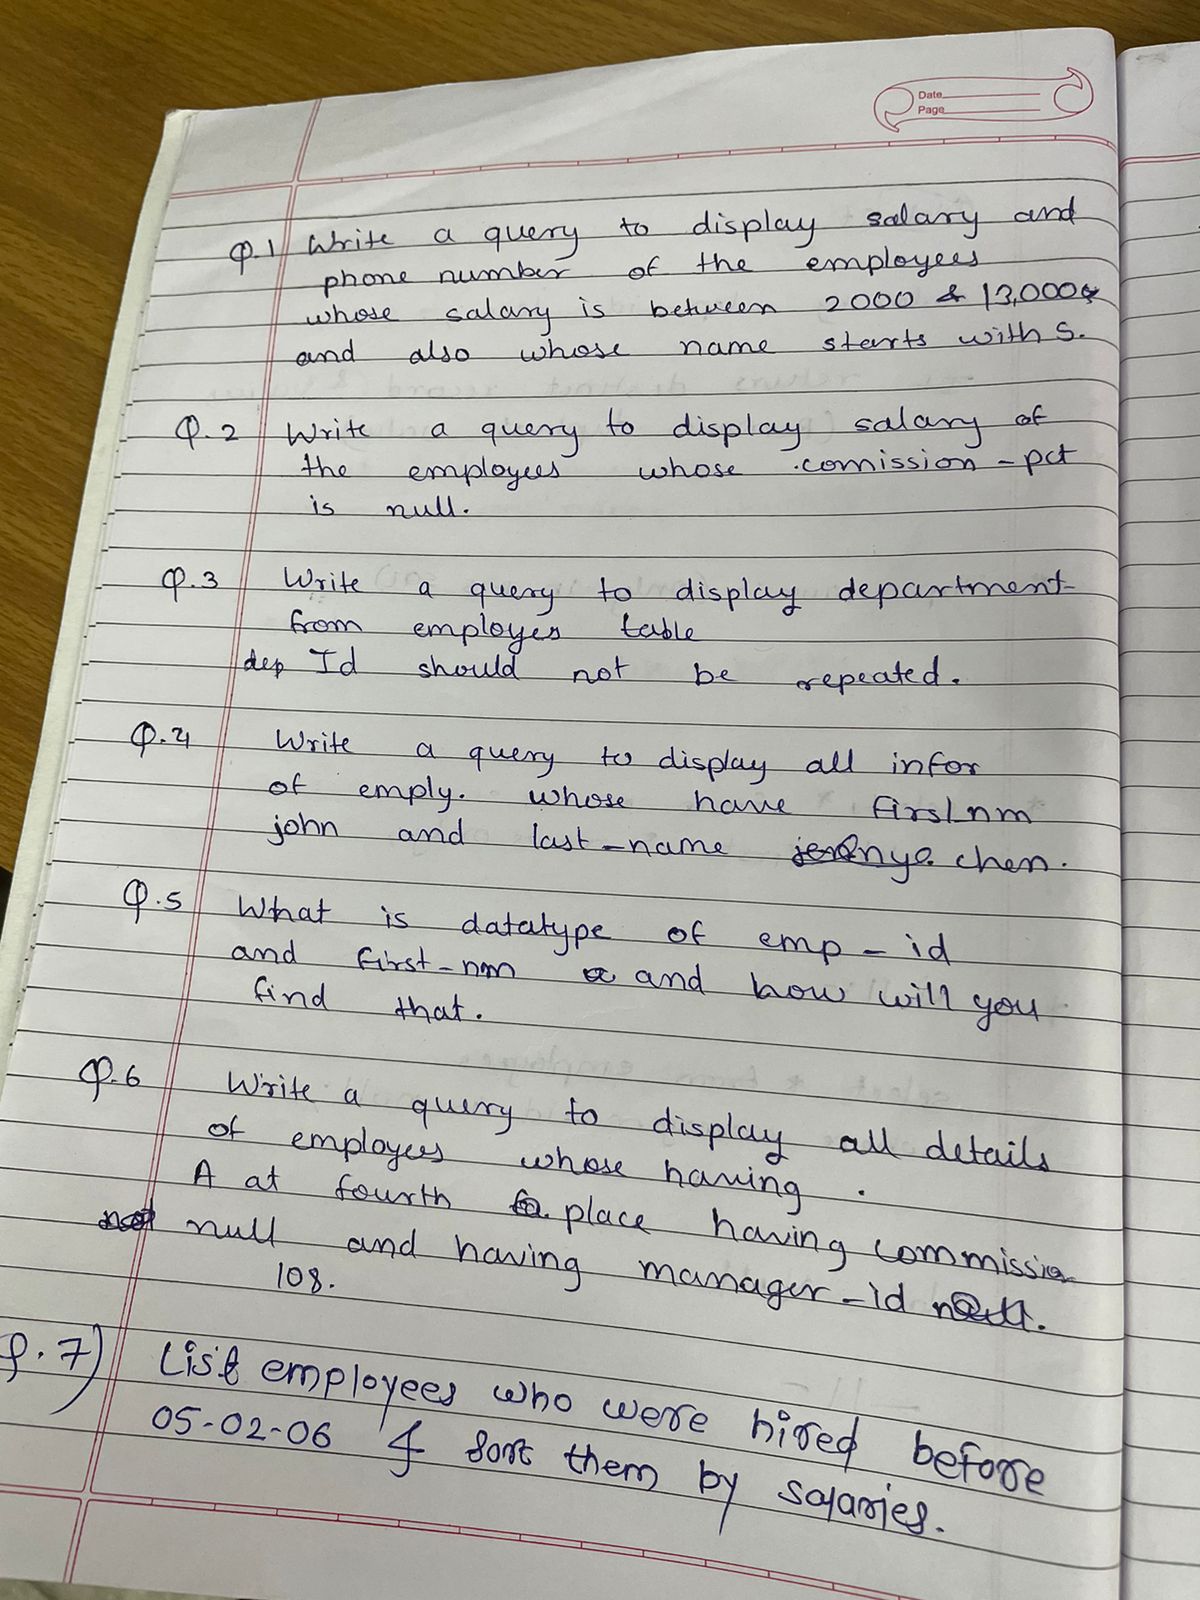 Date
Page
Q.1 Write a query to display salary and
phone number of the employees
whose salary is between 2000 & 13,000
and also whose name starts with S.
Q.2 Write a query to display salary of
the employees whose comission-pct
is null.
Q.3 Write a query to display department
from employes table
dep Id should not be repeated.
Q.4 Write a query to display all infor
of emply. whose have first_nm
john and last-name chen.
Q.5 What is datatype of emp-id
and first-nm and how will you
find that.
Q.6 Write a query to display all details
of employees whose having.
A at fourth place having commissio
null and having manager-id
108.
Q.7) List employees who were hired before
05-02-06 & sort them by salaries.